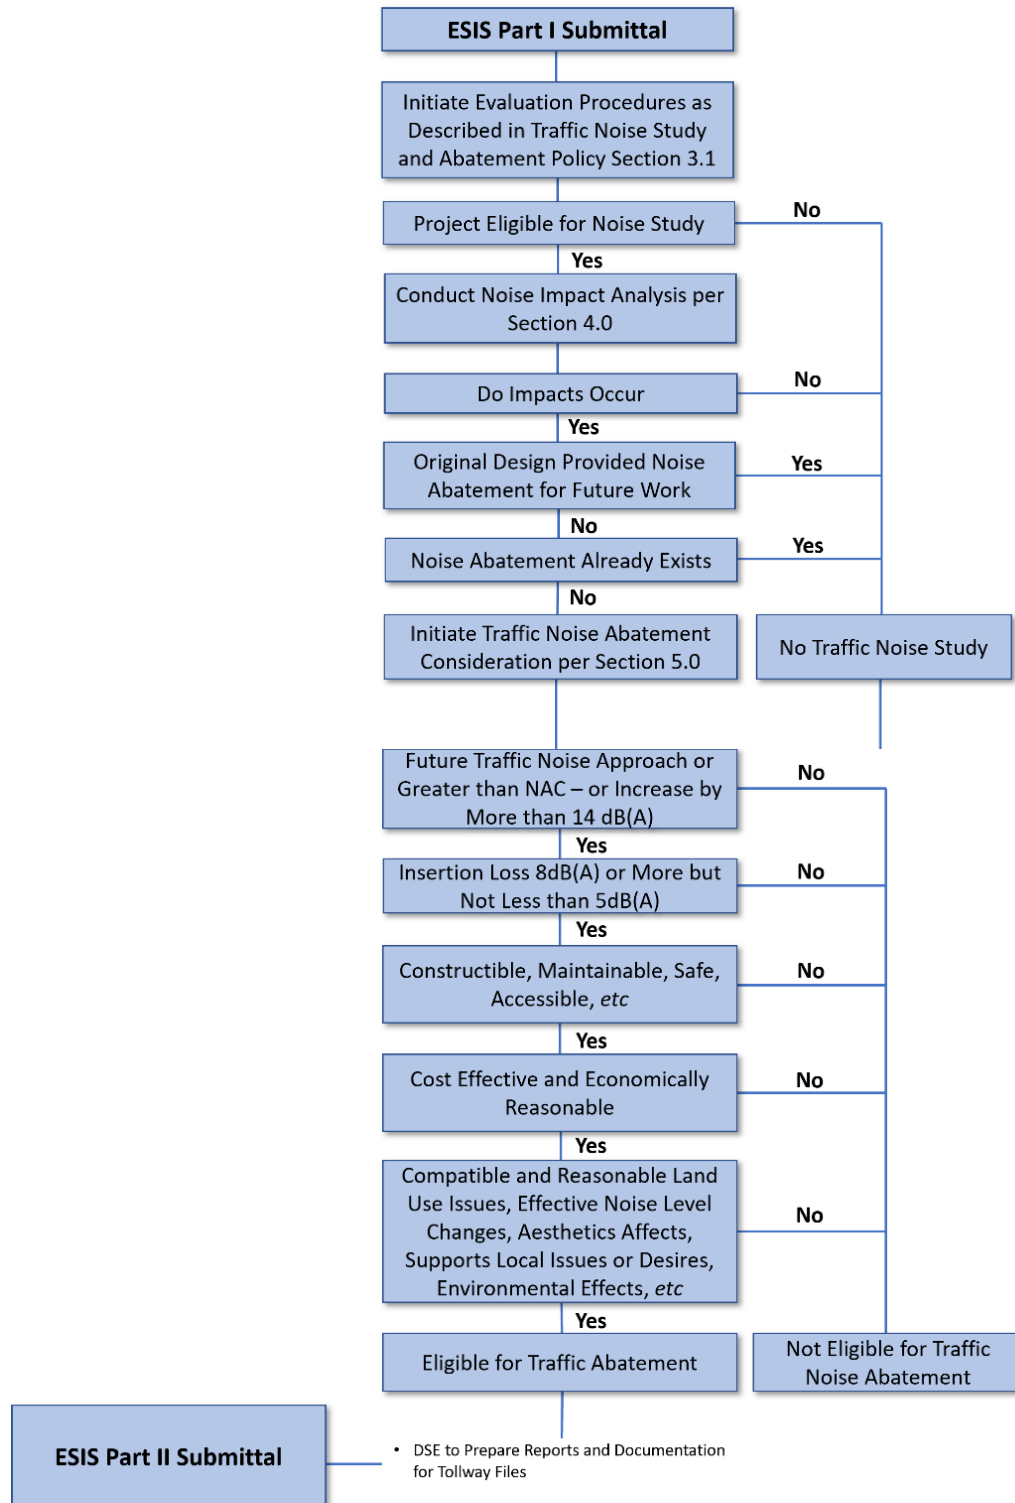 ESIS Part I Submittal
Initiate Evaluation Procedures as
Described in Traffic Noise Study
and Abatement Policy Section 3.1
Project Eligible for Noise Study
No
Yes
Conduct Noise Impact Analysis per
Section 4.0
Do Impacts Occur
No
Yes
Original Design Provided Noise
Abatement for Future Work
Yes
No
Noise Abatement Already Exists
Yes
No
Initiate Traffic Noise Abatement
Consideration per Section 5.0
No Traffic Noise Study
Future Traffic Noise Approach or
Greater than NAC – or Increase by
More than 14 dB(A)
No
Yes
Insertion Loss 8dB(A) or More but
Not Less than 5dB(A)
No
Yes
Constructible, Maintainable, Safe,
Accessible, etc
No
Yes
Cost Effective and Economically
Reasonable
No
Yes
Compatible and Reasonable Land
Use Issues, Effective Noise Level
Changes, Aesthetics Affects,
Supports Local Issues or Desires,
Environmental Effects, etc
No
Yes
Eligible for Traffic Abatement
Not Eligible for Traffic
Noise Abatement
ESIS Part II Submittal
• DSE to Prepare Reports and Documentation
for Tollway Files